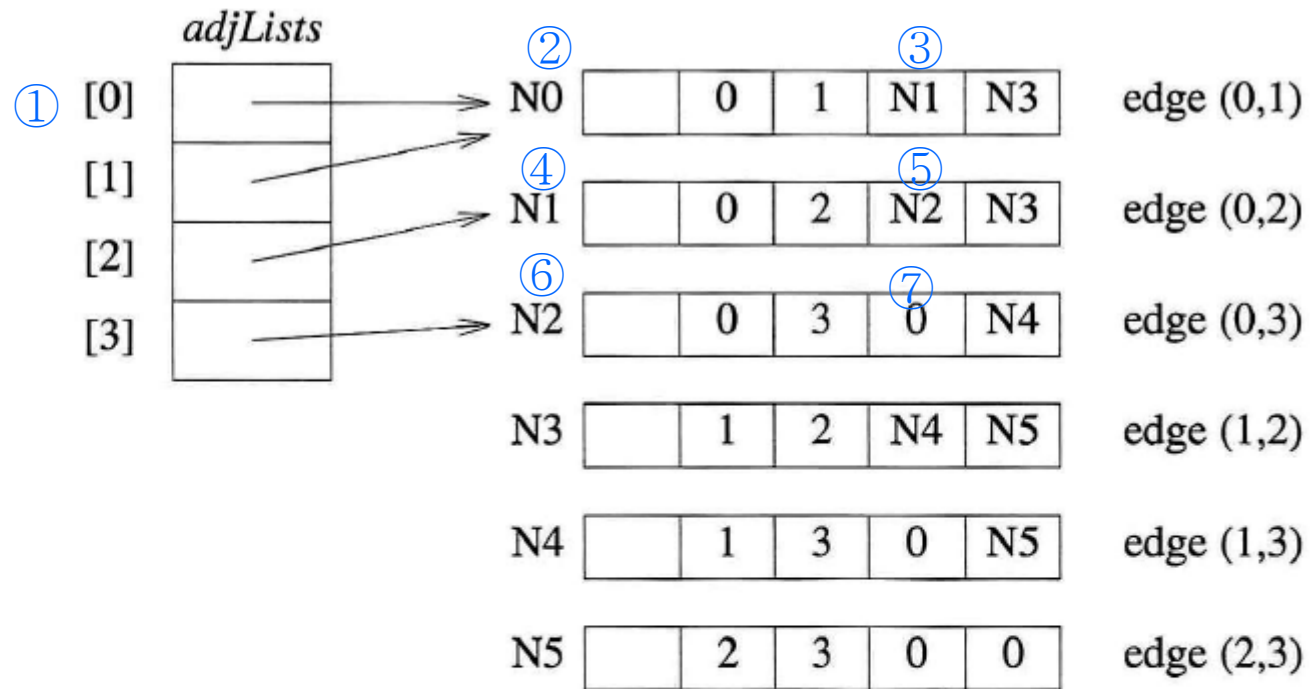 adjLists
② ③
① [0] N0 0 1 N1 N3 edge (0,1)
④ ⑤
[1] N1 0 2 N2 N3 edge (0,2)
[2]
⑥ ⑦
[3] N2 0 3 0 N4 edge (0,3)
N3 1 2 N4 N5 edge (1,2)
N4 1 3 0 N5 edge (1,3)
N5 2 3 0 0 edge (2,3)